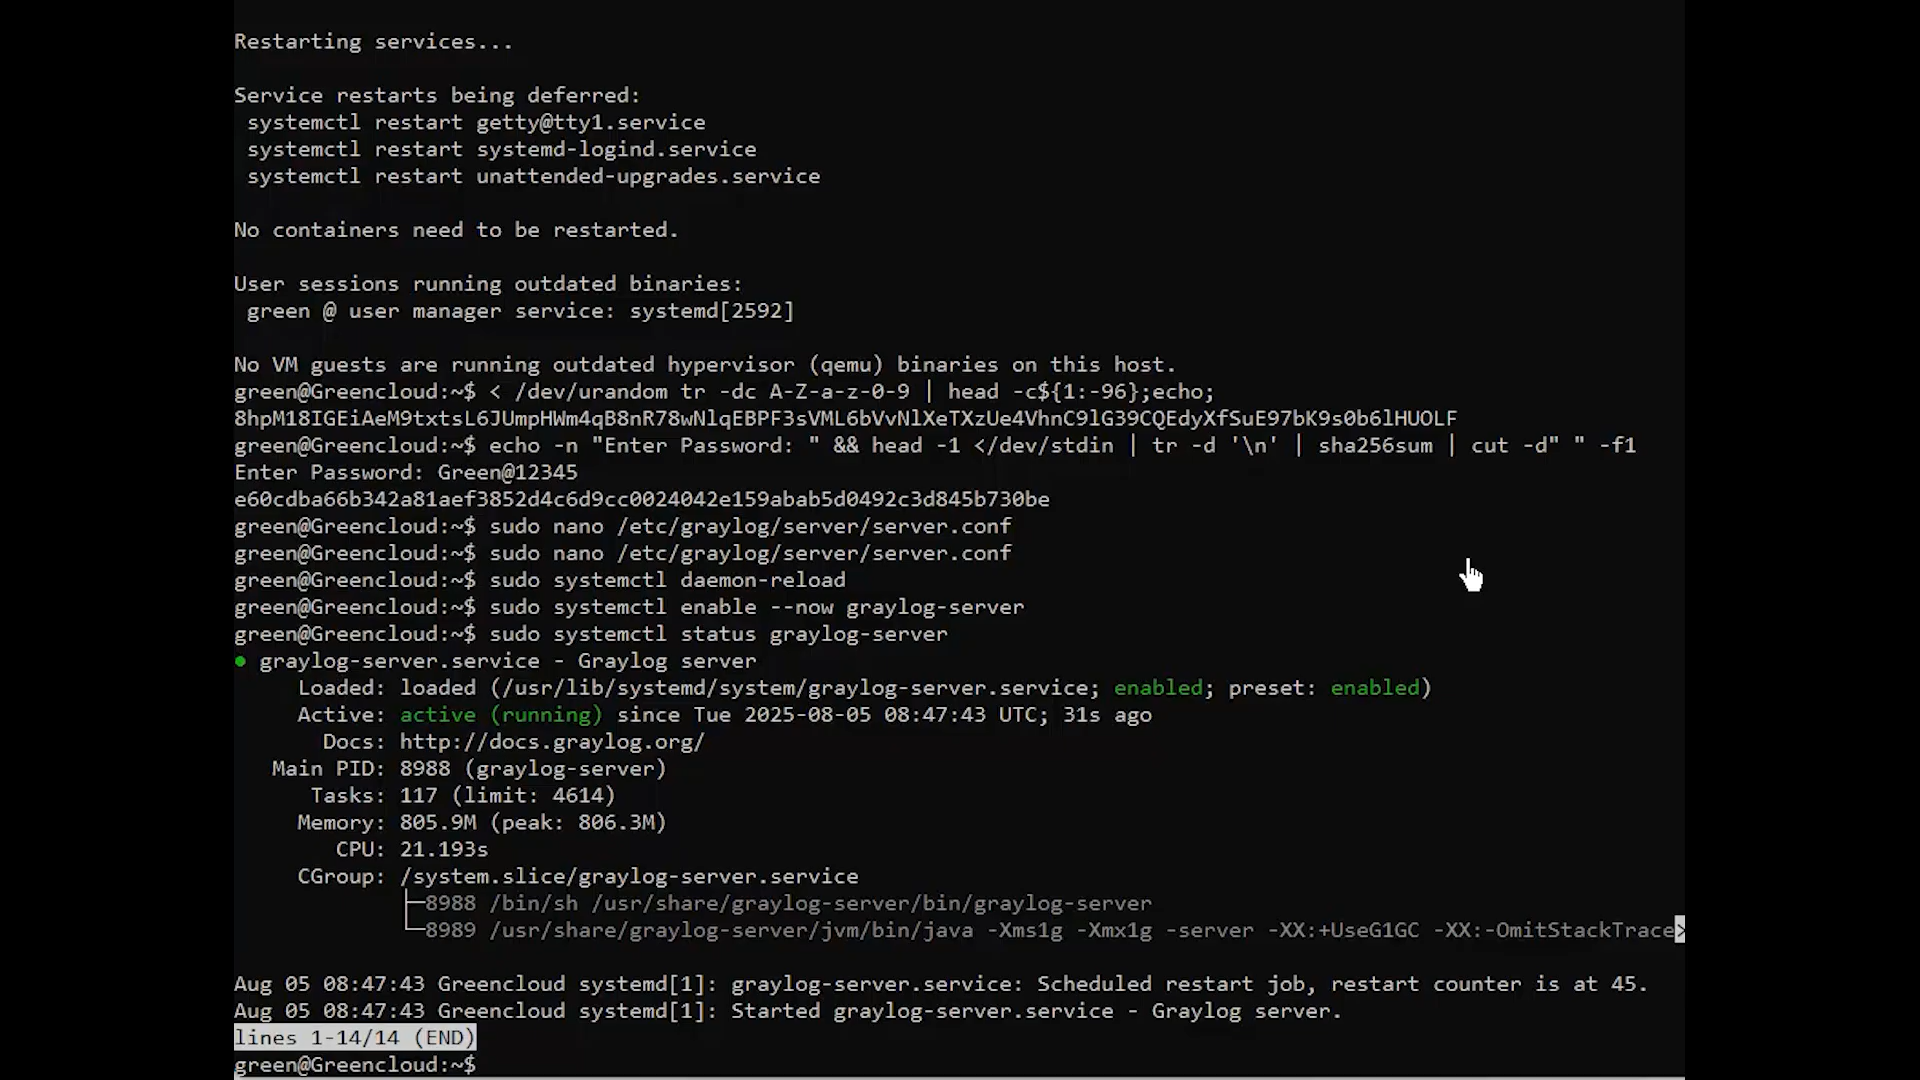 Restarting services...
Service restarts being deferred:
systemctl restart getty@tty1.service
systemctl restart systemd-logind.service
systemctl restart unattended-upgrades.service
No containers need to be restarted.
User sessions running outdated binaries:
green @ user manager service: systemd[2592]
No VM guests are running outdated hypervisor (qemu) binaries on this host.
green@Greencloud:~$ < /dev/urandom tr -dc A-Z-a-z-0-9 | head -c${1:-96};echo;
8hpM18IGEiAeM9txtsL6JUmpHWm4qB8nR78wNlqEBPF3sVML6bVvNlXeTXzUe4VhnC9lG39CQEdyXfSuE97bK9s0b6lHUOLF
green@Greencloud:~$ echo -n "Enter Password: " && head -1 </dev/stdin | tr -d '\n' | sha256sum | cut -d" " -f1
Enter Password: Green@12345
e60cdba66b342a81aef3852d4c6d9cc0024042e159abab5d0492c3d845b730be
green@Greencloud:~$ sudo nano /etc/graylog/server/server.conf
green@Greencloud:~$ sudo nano /etc/graylog/server/server.conf
green@Greencloud:~$ sudo systemctl daemon-reload
green@Greencloud:~$ sudo systemctl enable --now graylog-server
green@Greencloud:~$ sudo systemctl status graylog-server
● graylog-server.service - Graylog server
Loaded: loaded (/usr/lib/systemd/system/graylog-server.service; enabled; preset: enabled)
Active: active (running) since Tue 2025-08-05 08:47:43 UTC; 31s ago
Docs: http://docs.graylog.org/
Main PID: 8988 (graylog-server)
Tasks: 117 (limit: 4614)
Memory: 805.9M (peak: 806.3M)
CPU: 21.193s
CGroup: /system.slice/graylog-server.service
├─8988 /bin/sh /usr/share/graylog-server/bin/graylog-server
└─8989 /usr/share/graylog-server/jvm/bin/java -Xms1g -Xmx1g -server -XX:+UseG1GC -XX:-OmitStackTrace>
Aug 05 08:47:43 Greencloud systemd[1]: graylog-server.service: Scheduled restart job, restart counter is at 45.
Aug 05 08:47:43 Greencloud systemd[1]: Started graylog-server.service - Graylog server.
lines 1-14/14 (END)
green@Greencloud:~$